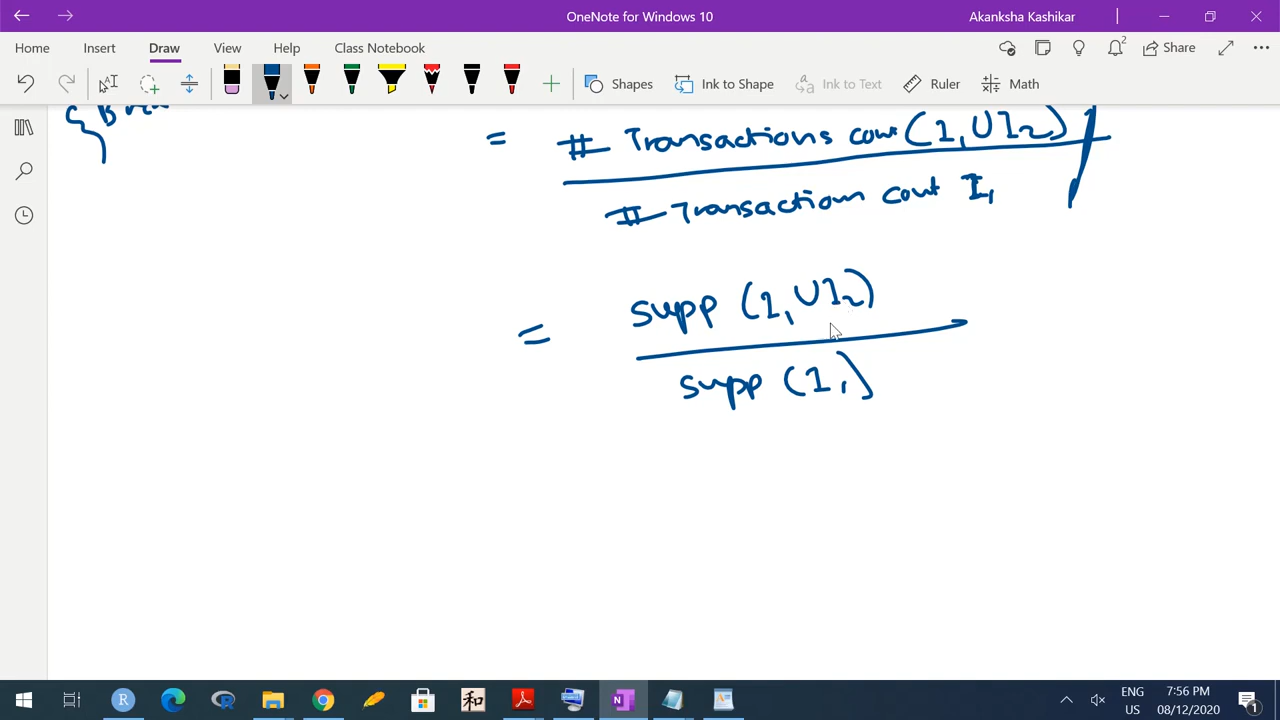 OneNote for Windows 10
Akanksha Kashikar
Home Insert Draw View Help Class Notebook
Share
2
Shapes
Ink to Shape
Ink to Text
Ruler
Math
= # Transactions cont (I1 U I2)
# Transaction cont I1
= supp (I1 U I2)
supp (I1)
ENG
US
7:56 PM
08/12/2020
1